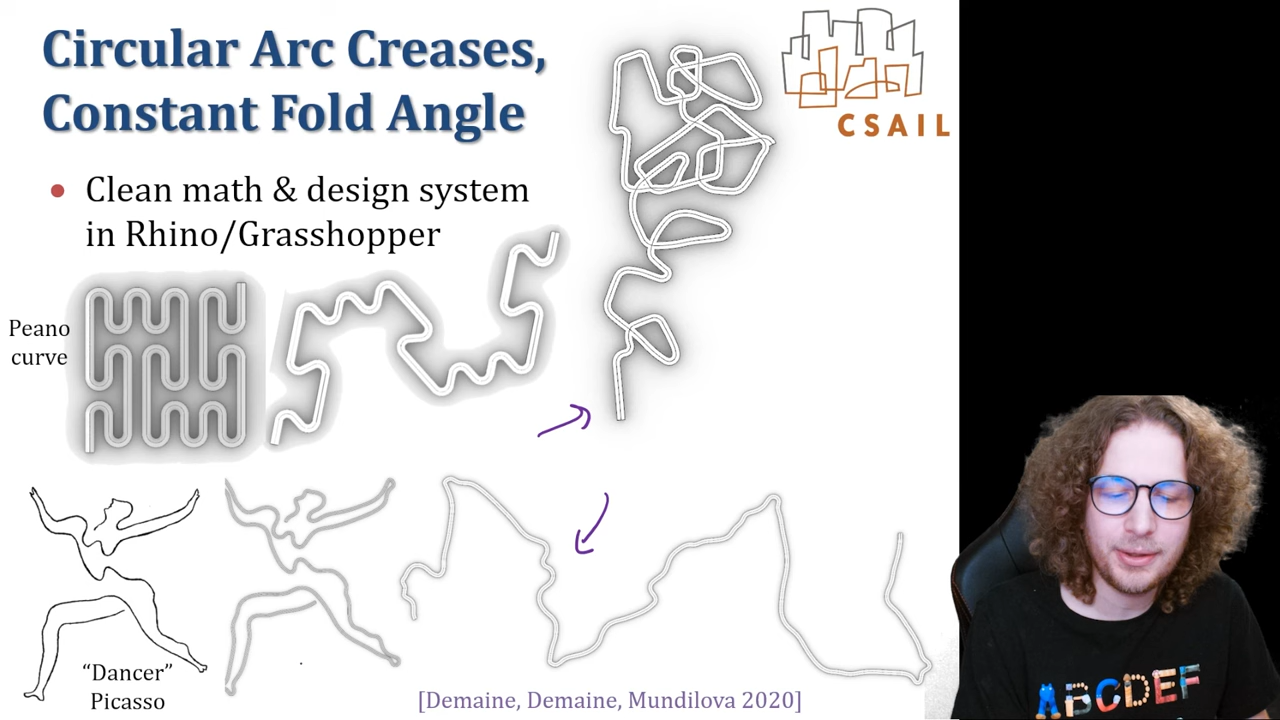 Circular Arc Creases,
Constant Fold Angle
• Clean math & design system
in Rhino/Grasshopper
CSAIL
Peano
curve
“Dancer”
Picasso
[Demaine, Demaine, Mundilova 2020]
ABCDEF